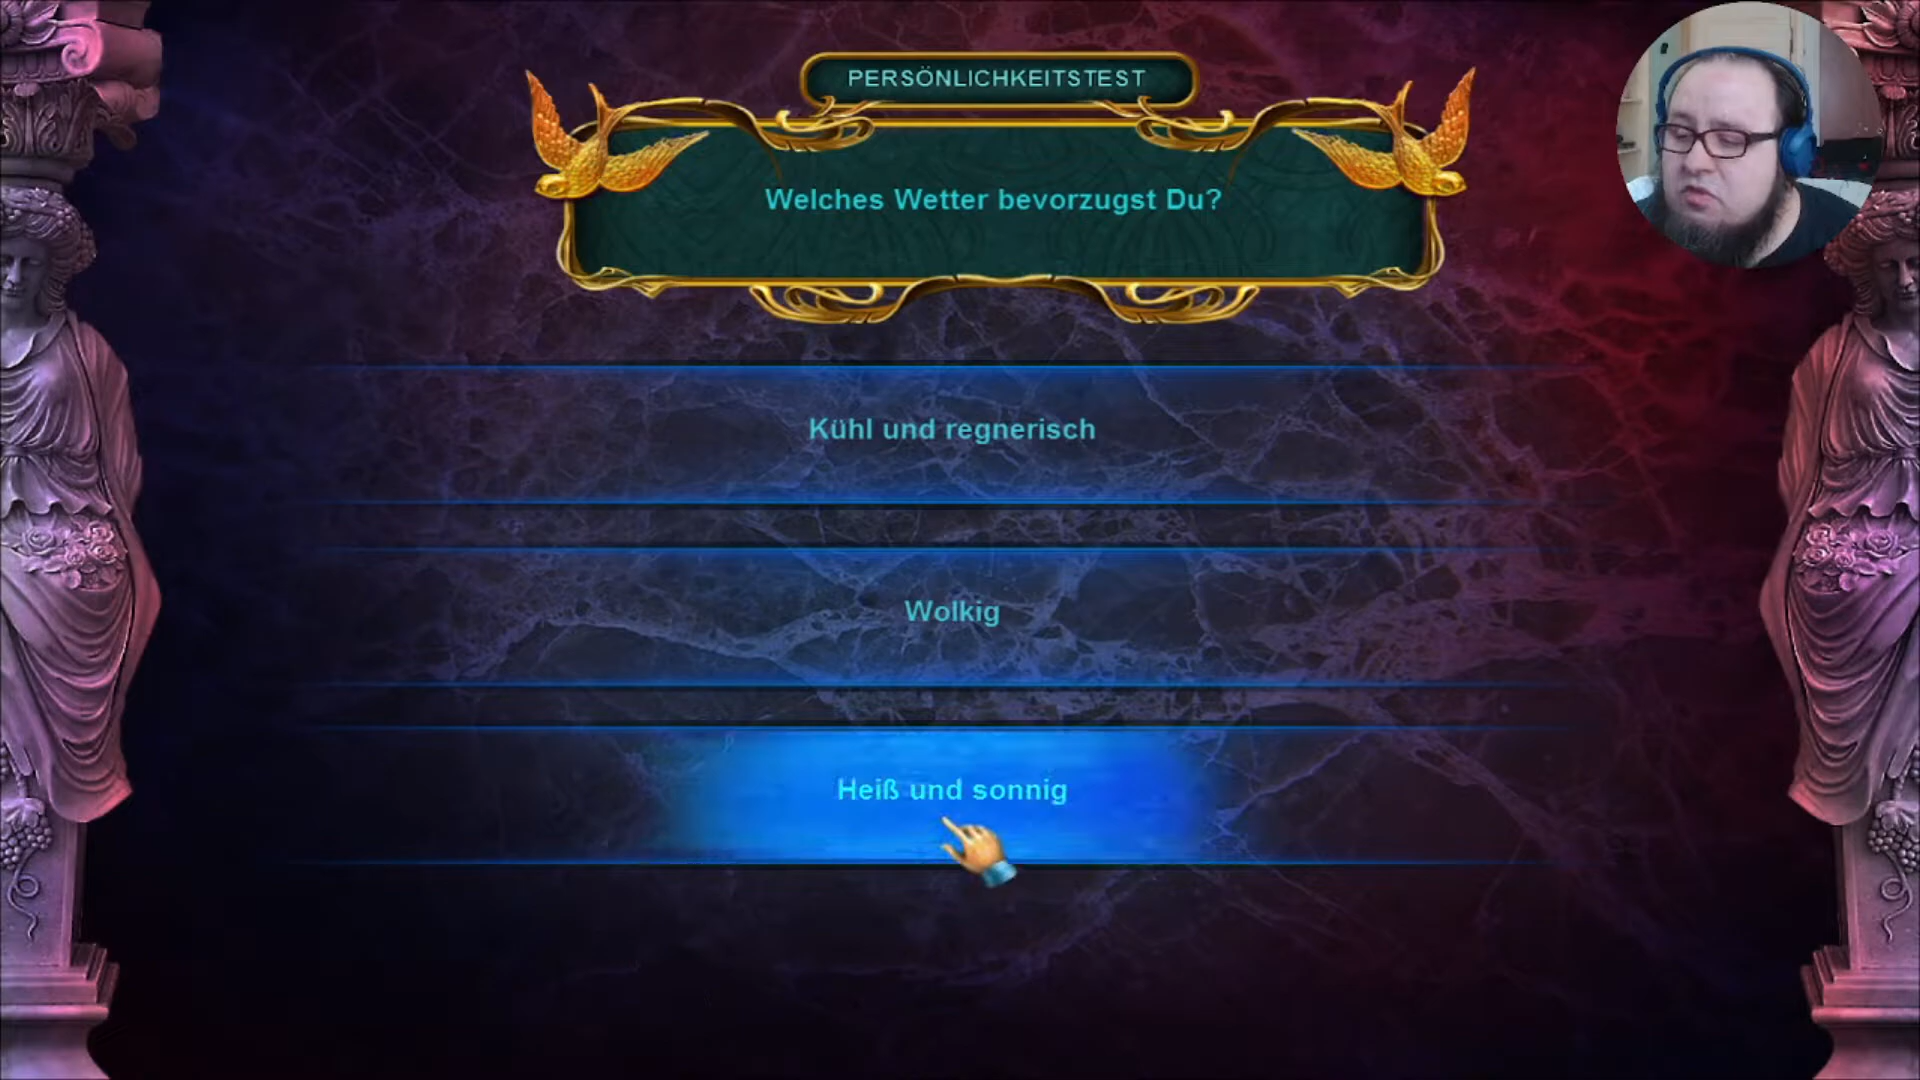 PERSÖNLICHKEITSTEST
Welches Wetter bevorzugst Du?
Kühl und regnerisch
Wolkig
Heiß und sonnig